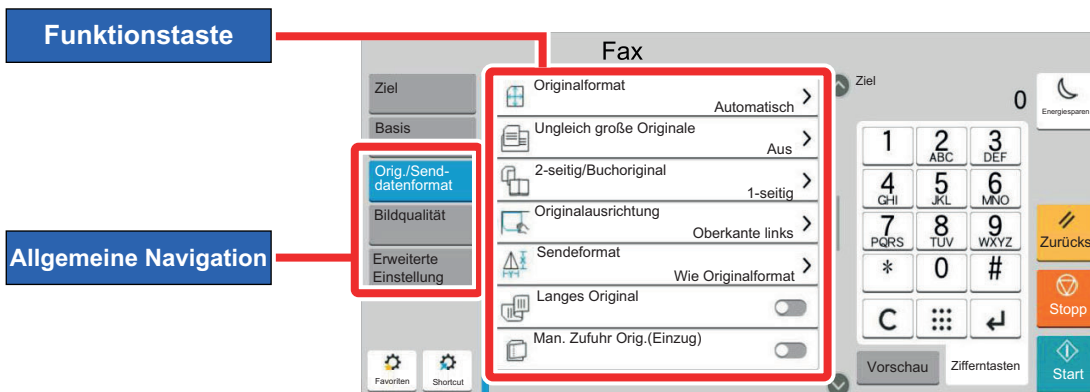 Funktionstaste
Allgemeine Navigation
Fax
Ziel
Basis
Orig./Send-
datenformat
Bildqualität
Erweiterte
Einstellung
Favoriten
Shortcut
Originalformat
Automatisch
Ungleich große Originale
Aus
2-seitig/Buchoriginal
1-seitig
Originalausrichtung
Oberkante links
Sendeformat
Wie Originalformat
Langes Original
Man. Zufuhr Orig.(Einzug)
Ziel
0
1
2
ABC
3
DEF
4
GHI
5
JKL
6
MNO
7
PQRS
8
TUV
9
WXYZ
*
0
#
C
Vorschau
Zifferntasten
Energiesparen
Zurücks
Stopp
Start